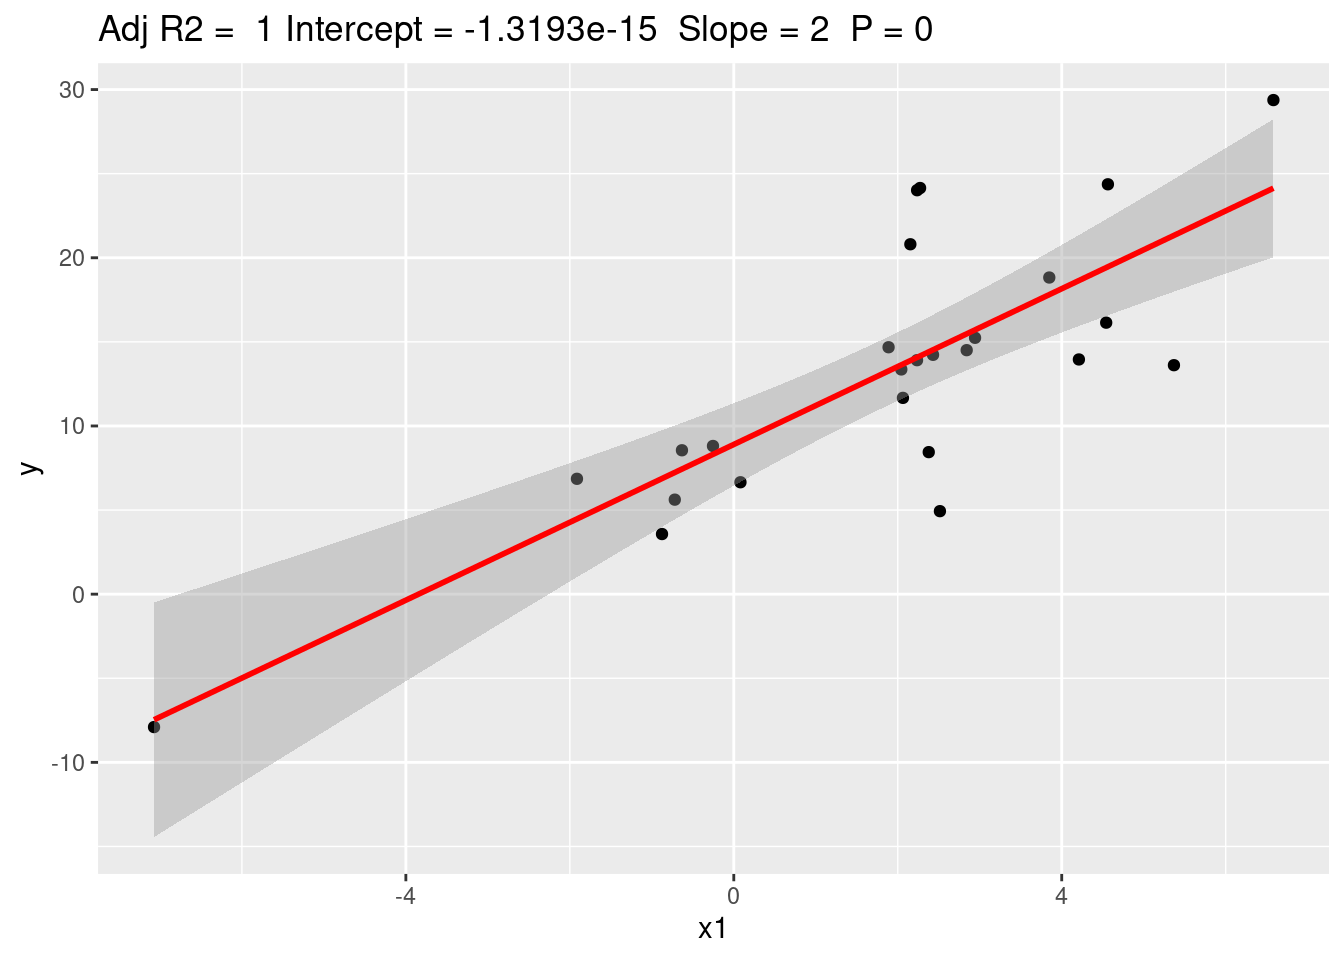 Adj R2 =  1 Intercept = -1.3193e-15  Slope = 2  P = 0
30
20
10
0
-10
y
-4
0
4
x1